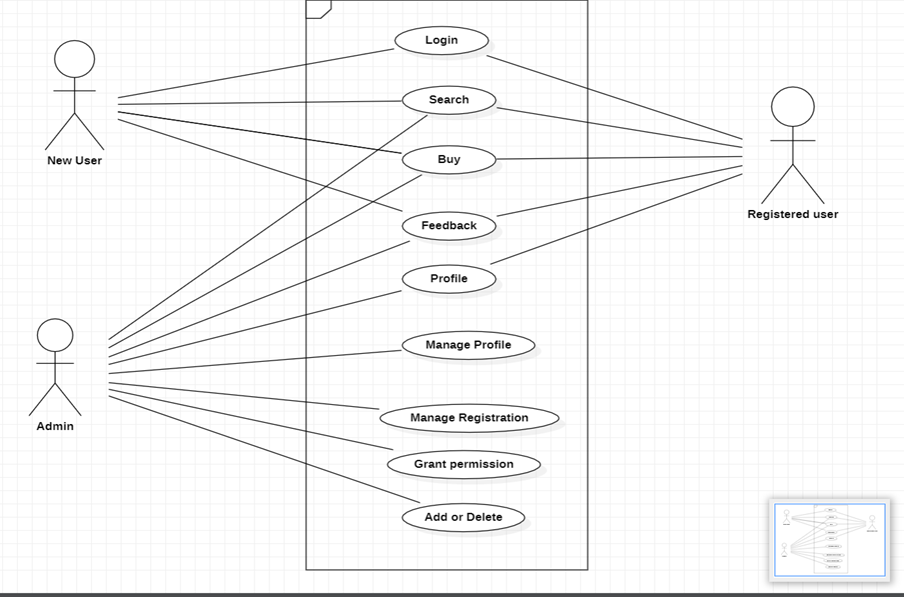 Login
Search
New User
Buy
Registered user
Feedback
Profile
Manage Profile
Admin
Manage Registration
Grant permission
Add or Delete